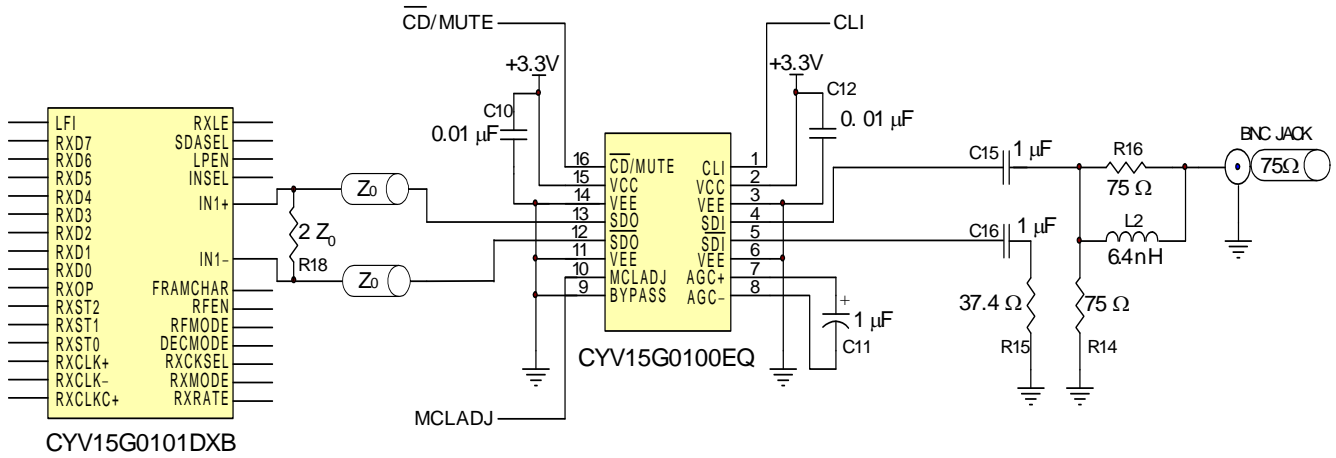 C̅D̅/MUTE
CLI
+3.3V
+3.3V
C10
0.01 µF
C12
0. 01 µF
LFI
RXD7
RXD6
RXD5
RXD4
RXD3
RXD2
RXD1
RXD0
RXOP
RXST2
RXST1
RXST0
RXCLK+
RXCLK–
RXCLKC+
RXLE
SDASEL
LPEN
INSEL
IN1+
IN1–
FRAMCHAR
RFEN
RFMODE
DECMODE
RXCKSEL
RXMODE
RXRATE
CYV15G0101DXB
2 Z0
R18
Z0
Z0
16 C̅D̅/MUTE
15 VCC
14 VEE
13 SDO
12 S̅D̅O̅
11 VEE
10 MCLADJ
9 BYPASS
CLI 1
VCC 2
VEE 3
S̅D̅I̅ 4
S̅D̅I̅ 5
VEE 6
AGC+ 7
AGC– 8
CYV15G0100EQ
MCLADJ
+
1 µF
C11
C15
1 µF
C16
1 µF
37.4 Ω
R15
R16
75 Ω
L2
6.4nH
75 Ω
R14
BNC JACK
75Ω